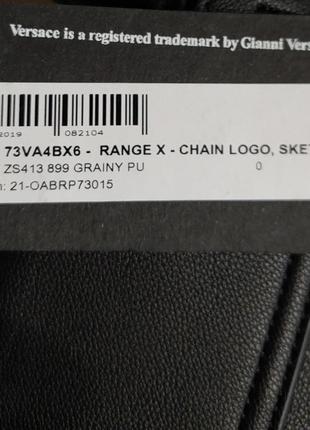 Versace is a registered trademark by Gianni Vers
2019 082104
73VA4BX6 - RANGE X - CHAIN LOGO, SKE
ZS413 899 GRAINY PU 0
n: 21-OABRP73015